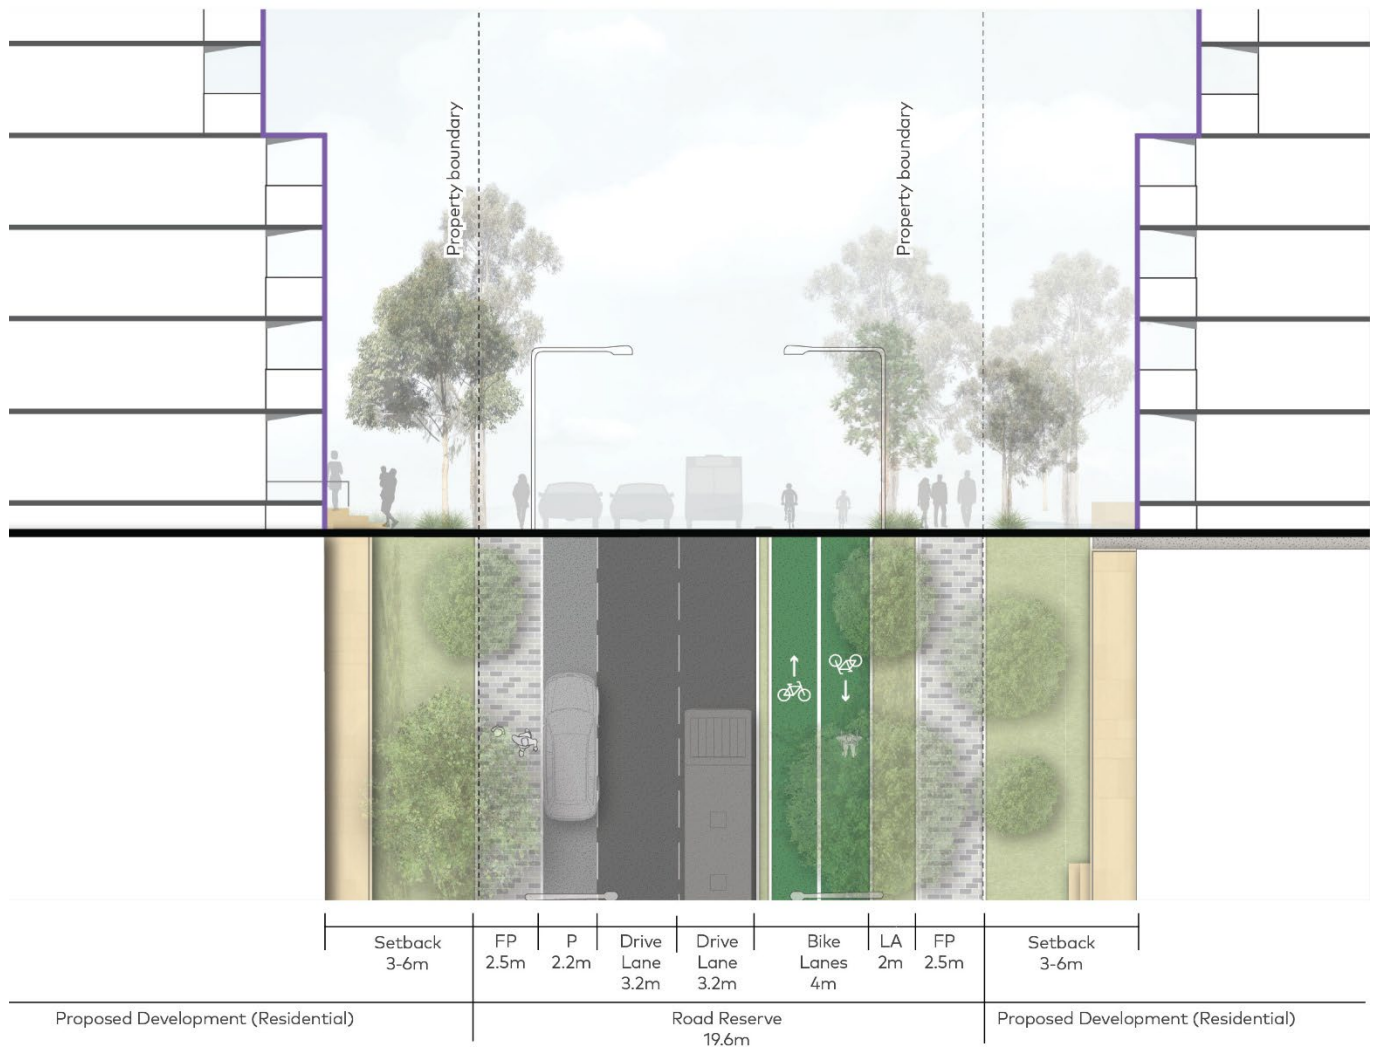 Property boundary
Property boundary
Setback
3-6m
FP
2.5m
P
2.2m
Drive
Lane
3.2m
Drive
Lane
3.2m
Bike
Lanes
4m
LA
2m
FP
2.5m
Setback
3-6m
Proposed Development (Residential)
Road Reserve
19.6m
Proposed Development (Residential)